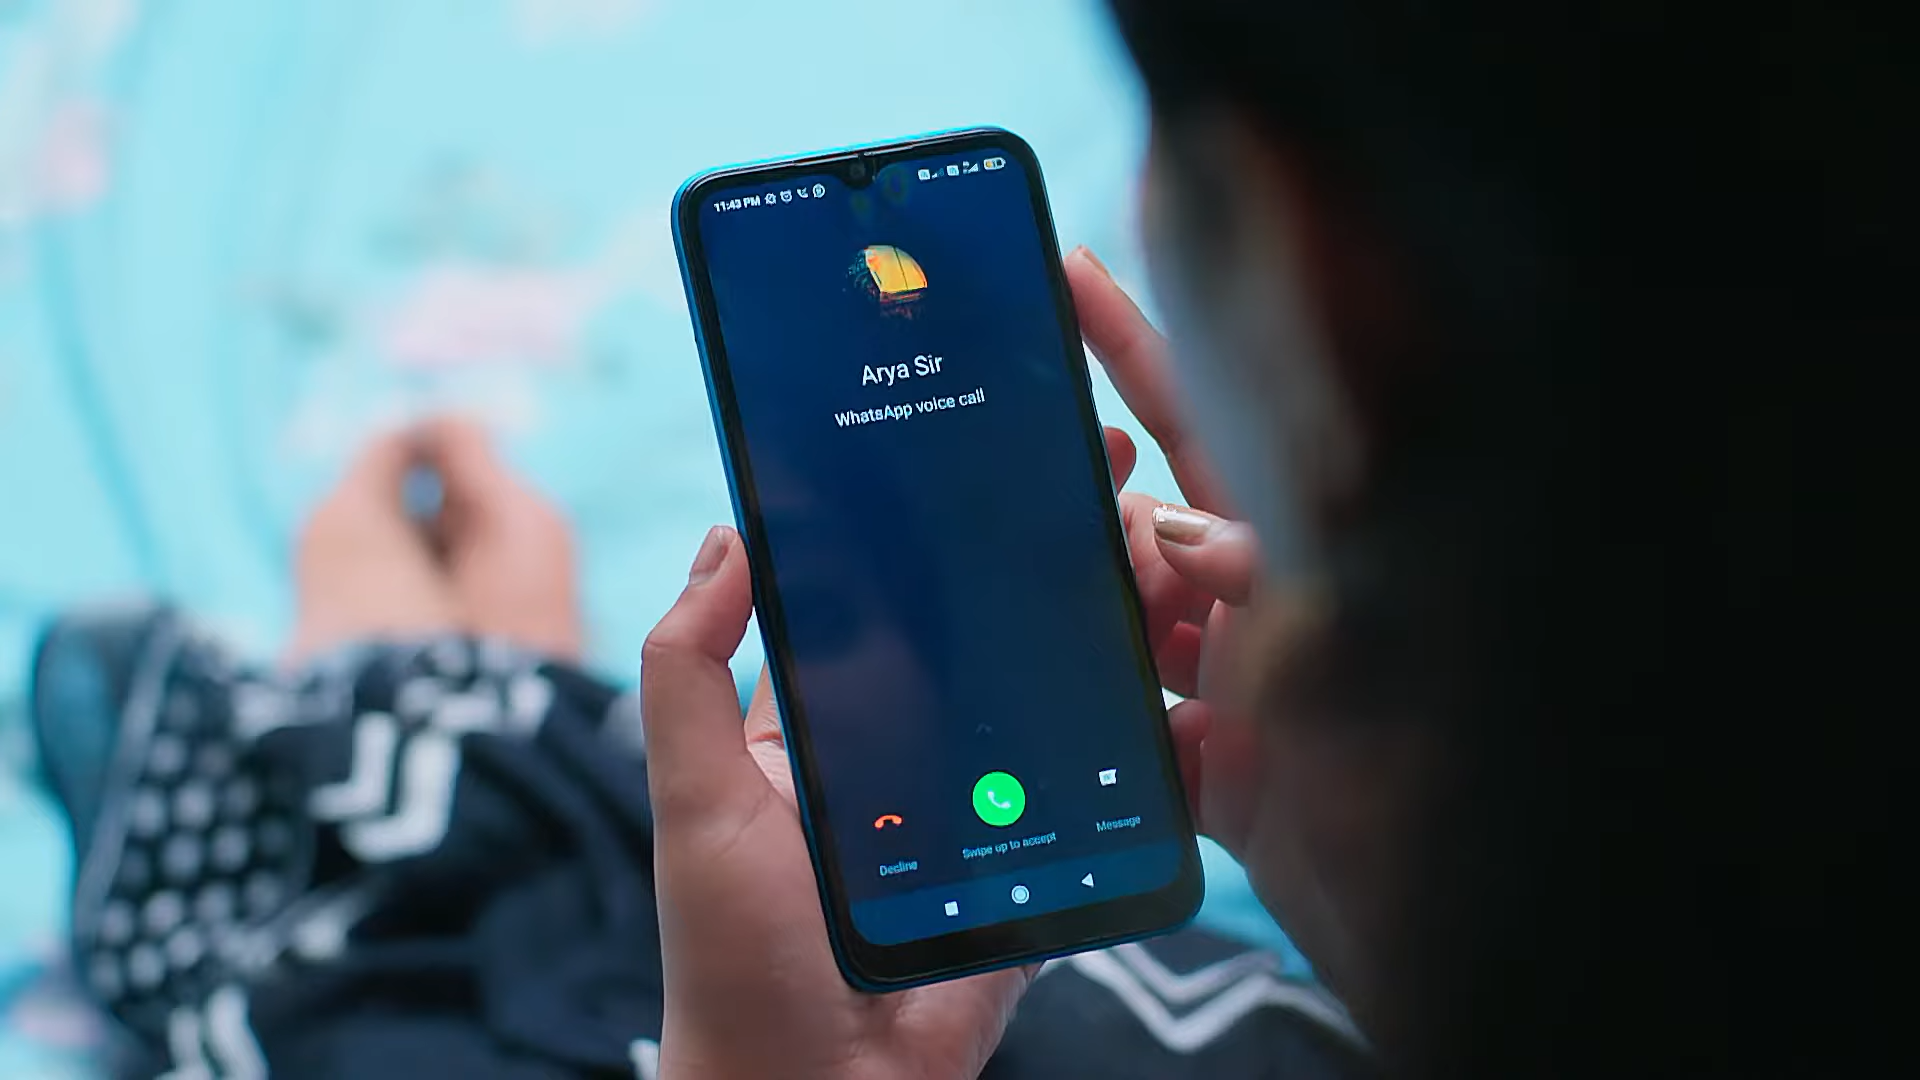 11:43 PM
Arya Sir
WhatsApp voice call
Decline
Swipe up to accept
Message